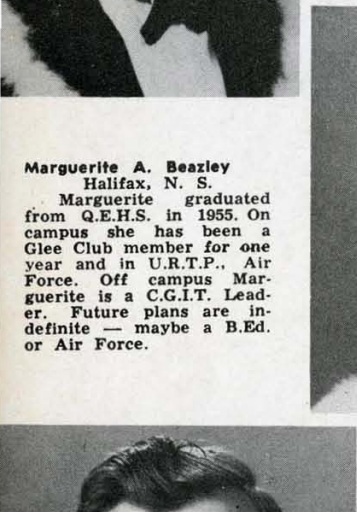 Marguerite A. Beazley
Halifax, N. S.
Marguerite graduated
from Q.E.H.S. in 1955. On
campus she has been a
Glee Club member for one
year and in U.R.T.P., Air
Force. Off campus Mar-
guerite is a C.G.I.T. Lead-
er. Future plans are in-
definite — maybe a B.Ed.
or Air Force.